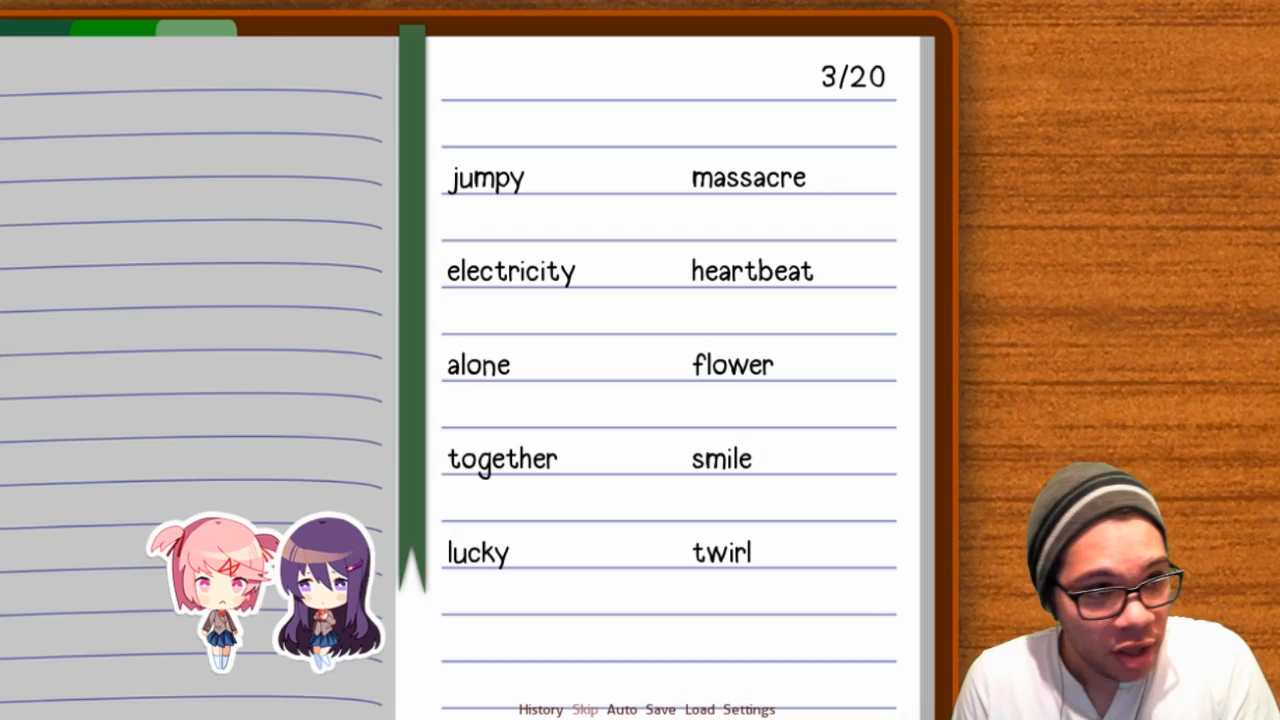 3/20
jumpy massacre
electricity heartbeat
alone flower
together smile
lucky twirl
History Skip Auto Save Load Settings